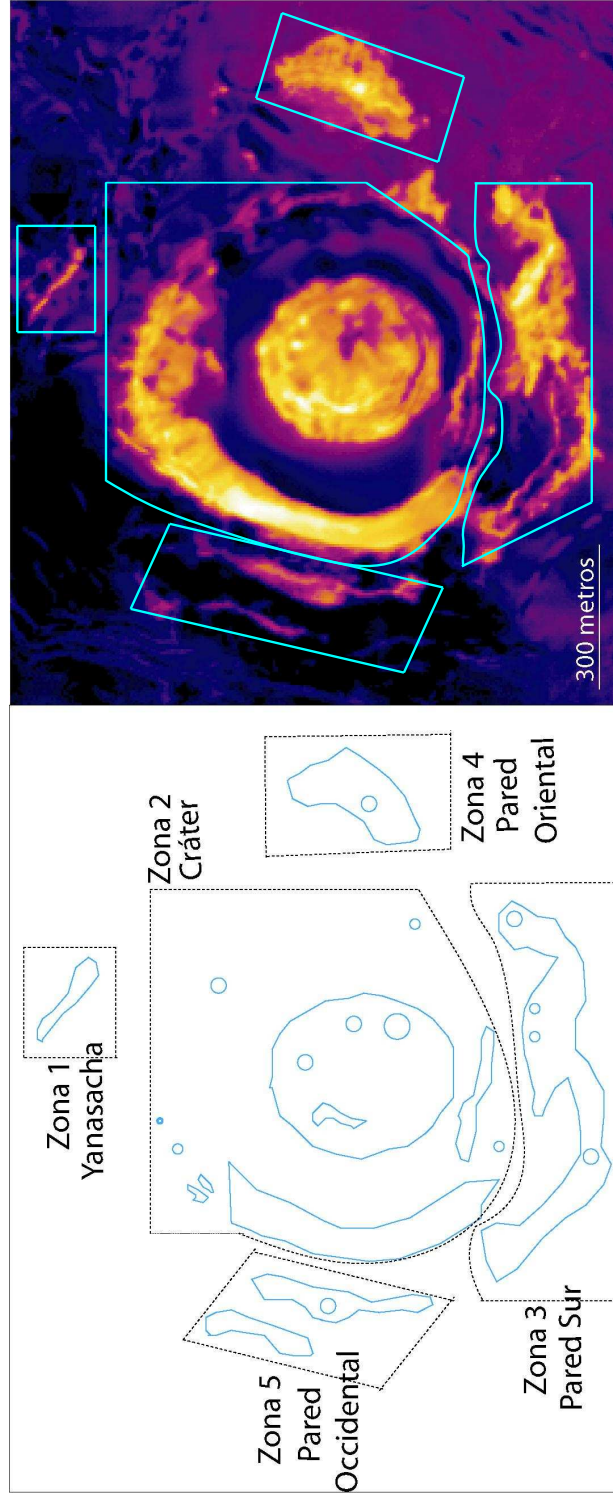 Zona 1
Yanasacha
Zona 2
Cráter
Zona 3
Pared Sur
Zona 4
Pared
Oriental
Zona 5
Pared
Occidental
300 metros